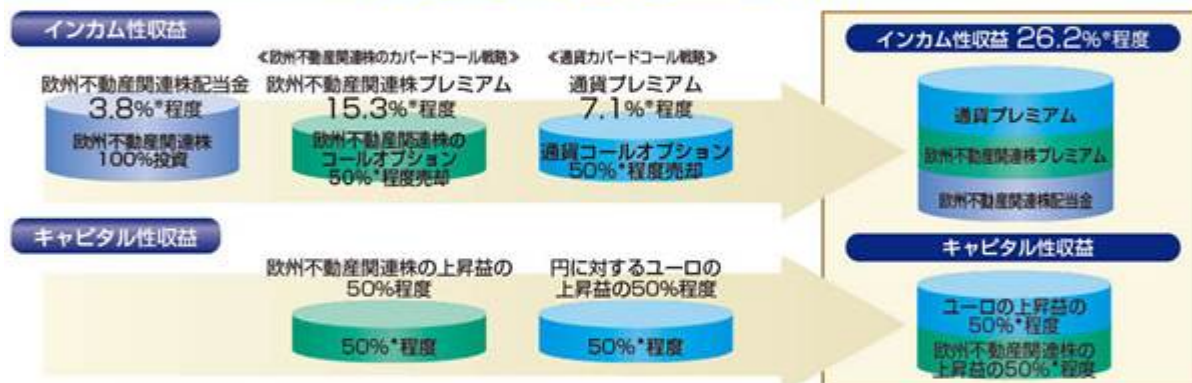 インカム性収益
欧州不動産関連株配当金
3.8%*程度
欧州不動産関連株
100%投資
≪欧州不動産関連株のカバードコール戦略≫
欧州不動産関連株プレミアム
15.3%*程度
欧州不動産関連株の
コールオプション
50%*程度売却
≪通貨カバードコール戦略≫
通貨プレミアム
7.1%*程度
通貨コールオプション
50%*程度売却
インカム性収益 26.2%*程度
通貨プレミアム
欧州不動産関連株プレミアム
欧州不動産関連株配当金
キャピタル性収益
欧州不動産関連株の上昇益の
50%程度
50%*程度
円に対するユーロの
上昇益の50%程度
50%*程度
キャピタル性収益
ユーロの上昇益の
50%*程度
欧州不動産関連株の
上昇益の50%*程度